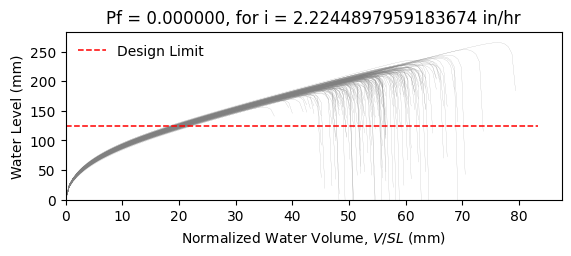 Pf = 0.000000, for i = 2.2244897959183674 in/hr
Design Limit
Water Level (mm)
250
200
150
100
50
0
0 10 20 30 40 50 60 70 80
Normalized Water Volume, V/SL (mm)